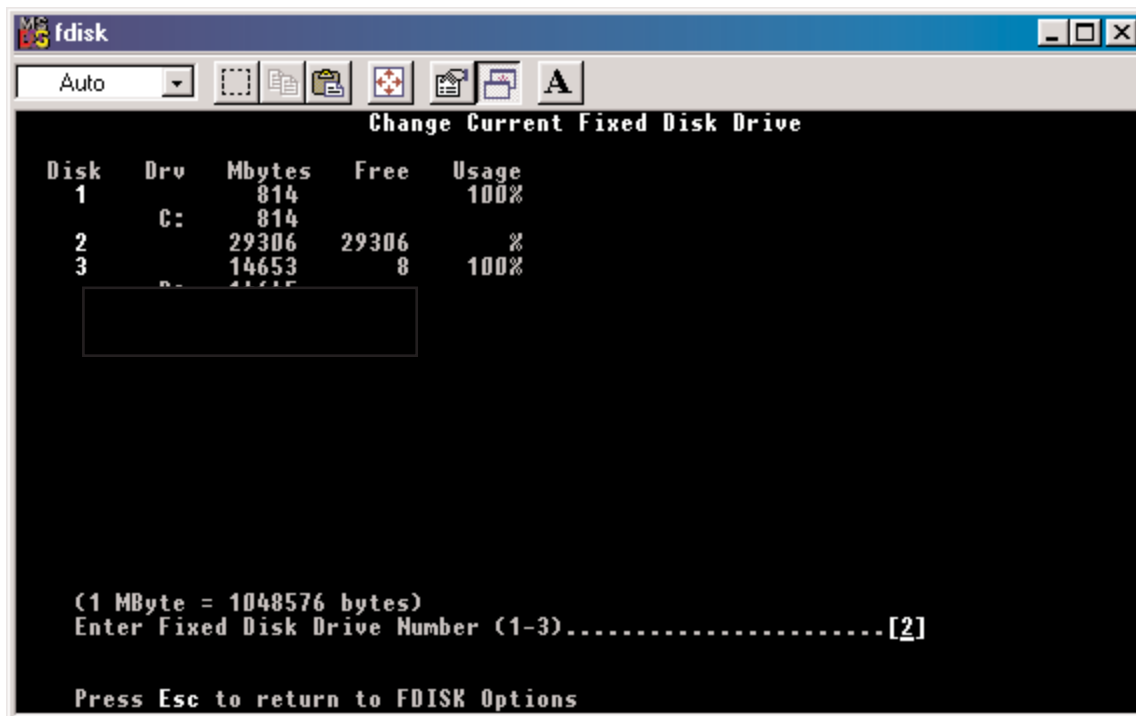 fdisk
Auto
A
Change Current Fixed Disk Drive
Disk Drv Mbytes Free Usage
1 814 100%
C: 814
2 29306 29306 %
3 14653 8 100%
(1 MByte = 1048576 bytes)
Enter Fixed Disk Drive Number (1-3).......................[2]
Press Esc to return to FDISK Options